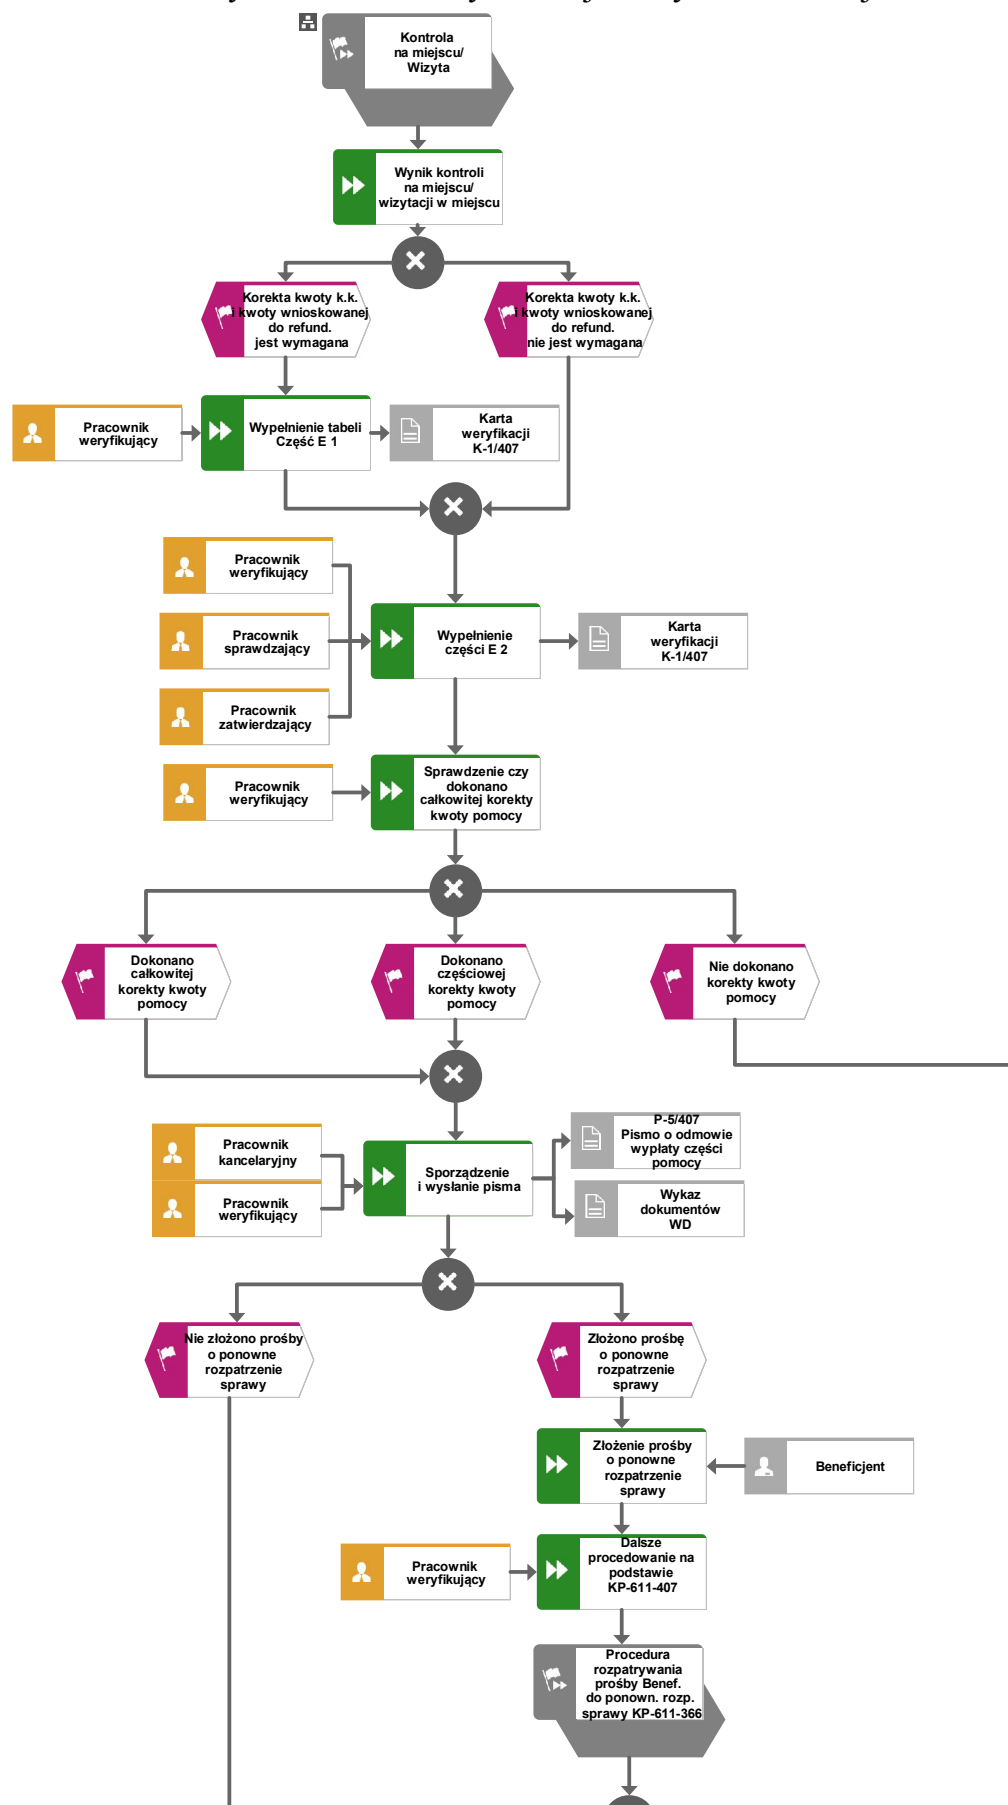 Kontrola
na miejscu/
Wizyta
Wynik kontroli
na miejscu/
wizytacji w miejscu
Korekta kwoty k.k.
i kwoty wnioskowanej
do refund.
jest wymagana
Korekta kwoty k.k.
i kwoty wnioskowanej
do refund.
nie jest wymagana
Pracownik
weryfikujący
Wypełnienie tabeli
Część E 1
Karta
weryfikacji
K-1/407
Pracownik
weryfikujący
Pracownik
sprawdzający
Wypełnienie
części E 2
Karta
weryfikacji
K-1/407
Pracownik
zatwierdzający
Pracownik
weryfikujący
Sprawdzenie czy
dokonano
całkowitej korekty
kwoty pomocy
Dokonano
całkowitej
korekty kwoty
pomocy
Dokonano
częściowej
korekty kwoty
pomocy
Nie dokonano
korekty kwoty
pomocy
Pracownik
kancelaryjny
Pracownik
weryfikujący
Sporządzenie
i wysłanie pisma
P-5/407
Pismo o odmowie
wypłaty części
pomocy
Wykaz
dokumentów
WD
Nie złożono prośby
o ponowne
rozpatrzenie
sprawy
Złożono prośbę
o ponowne
rozpatrzenie
sprawy
Złożenie prośby
o ponowne
rozpatrzenie
sprawy
Beneficjent
Pracownik
weryfikujący
Dalsze
procedowanie na
podstawie
KP-611-407
Procedura
rozpatrywania
prośby Benef.
do ponown. rozp.
sprawy KP-611-366